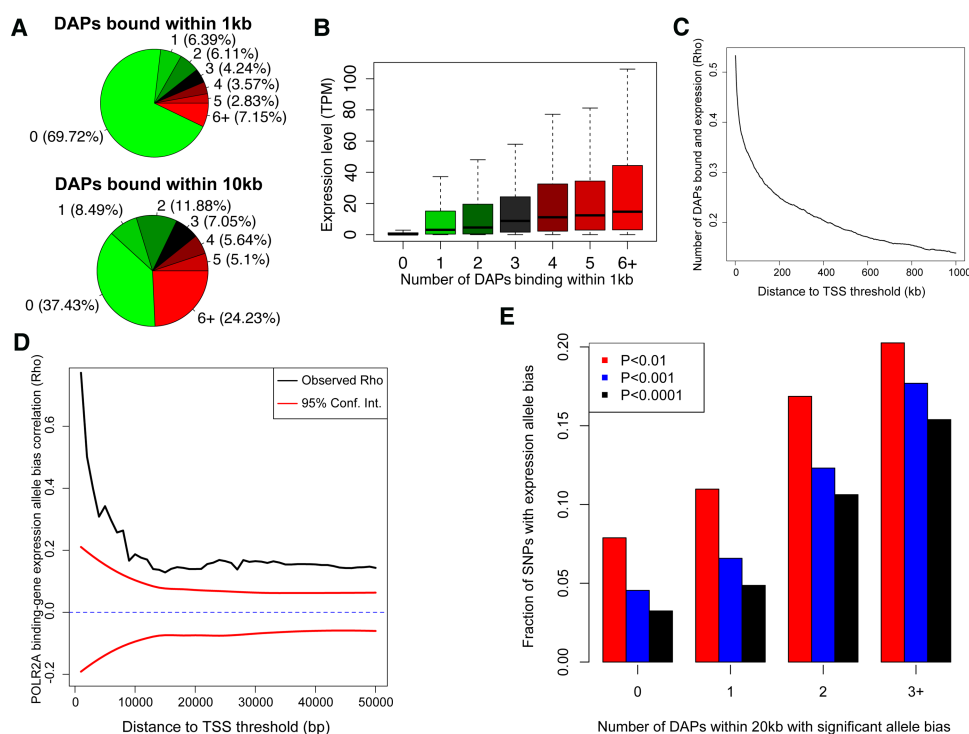 A
DAPs bound within 1kb
1 (6.39%)
2 (6.11%)
3 (4.24%)
4 (3.57%)
5 (2.83%)
6+ (7.15%)
0 (69.72%)
DAPs bound within 10kb
2 (11.88%)
1 (8.49%)
3 (7.05%)
4 (5.64%)
5 (5.1%)
0 (37.43%)
6+ (24.23%)
B
Expression level (TPM)
0 20 40 60 80 100
0 1 2 3 4 5 6+
Number of DAPs binding within 1kb
C
Number of DAPs bound and expression (Rho)
0.2 0.3 0.4 0.5
0 200 400 600 800 1000
Distance to TSS threshold (kb)
D
POLR2A binding-gene expression allele bias correlation (Rho)
-0.2 0.0 0.2 0.4 0.6
Observed Rho
95% Conf. Int.
0 10000 20000 30000 40000 50000
Distance to TSS threshold (bp)
E
Fraction of SNPs with expression allele bias
0.00 0.05 0.10 0.15 0.20
P<0.01
P<0.001
P<0.0001
0 1 2 3+
Number of DAPs within 20kb with significant allele bias